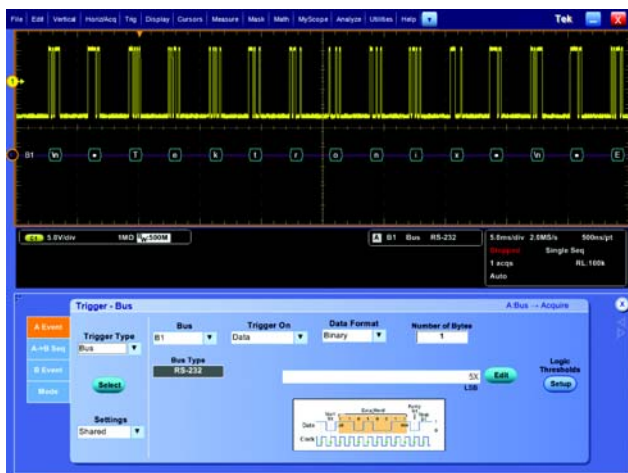 File Edit Vertical Horiz/Acq Trig Display Cursors Measure Mask Math MyScope Analyze Utilities Help Tek
1
B1 \n • T e k t r o n i x • \n • E
C1 5.0V/div 1MΩ BW:500M
A B1 Bus RS-232
5.0ms/div 2.0MS/s 500ns/pt
Stopped Single Seq
1 acqs RL:100k
Auto
Trigger - Bus A:Bus → Acquire
A Event
A->B Seq
B Event
Mode
Trigger Type
Bus
Select
Settings
Shared
Bus
B1
Bus Type
RS-232
Trigger On
Data
Data Format
Binary
Number of Bytes
1
5X
LSB
Edit
Logic
Thresholds
Setup
Data
Clock